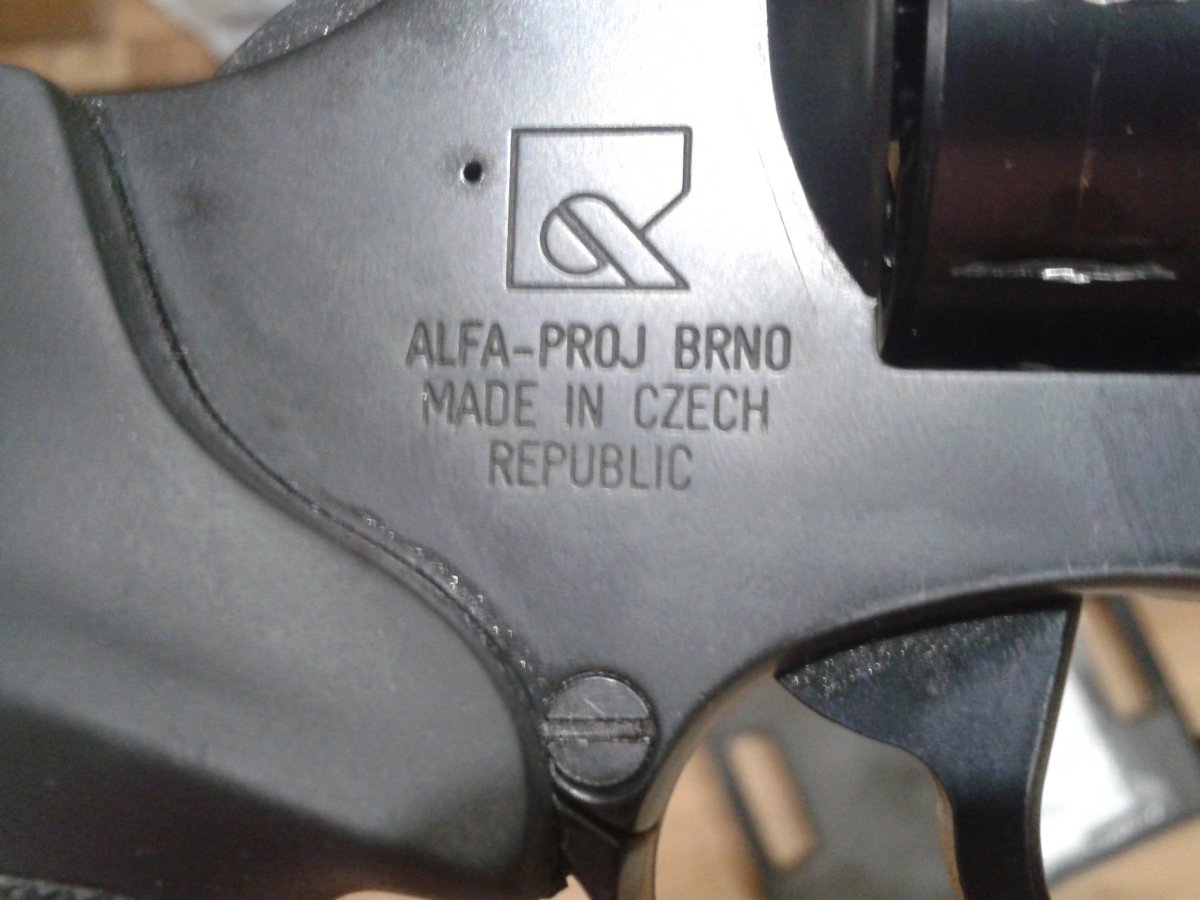 ALFA-PROJ BRNO
MADE IN CZECH
REPUBLIC